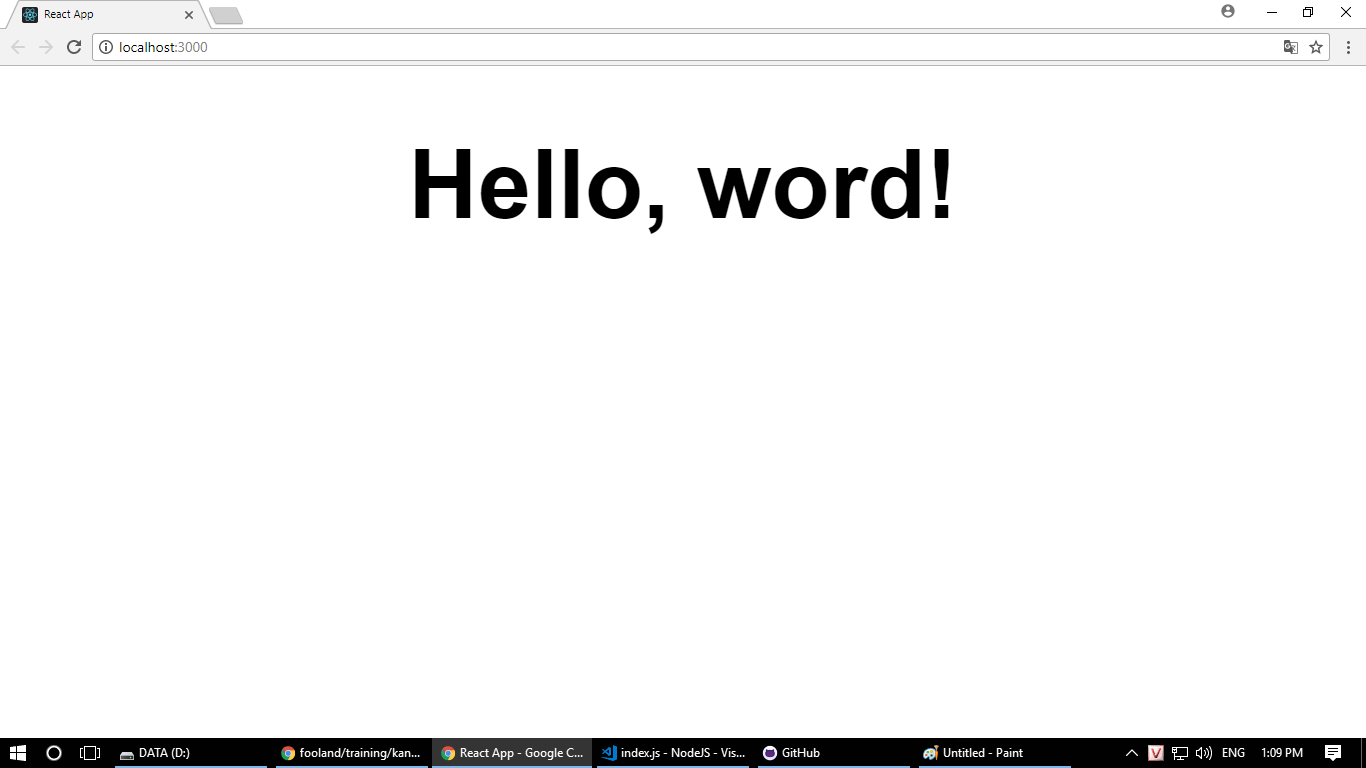 React App
localhost:3000
Hello, word!
DATA (D:)
fooland/training/kan...
React App - Google C...
index.js - NodeJS - Vis...
GitHub
Untitled - Paint
V
ENG
1:09 PM